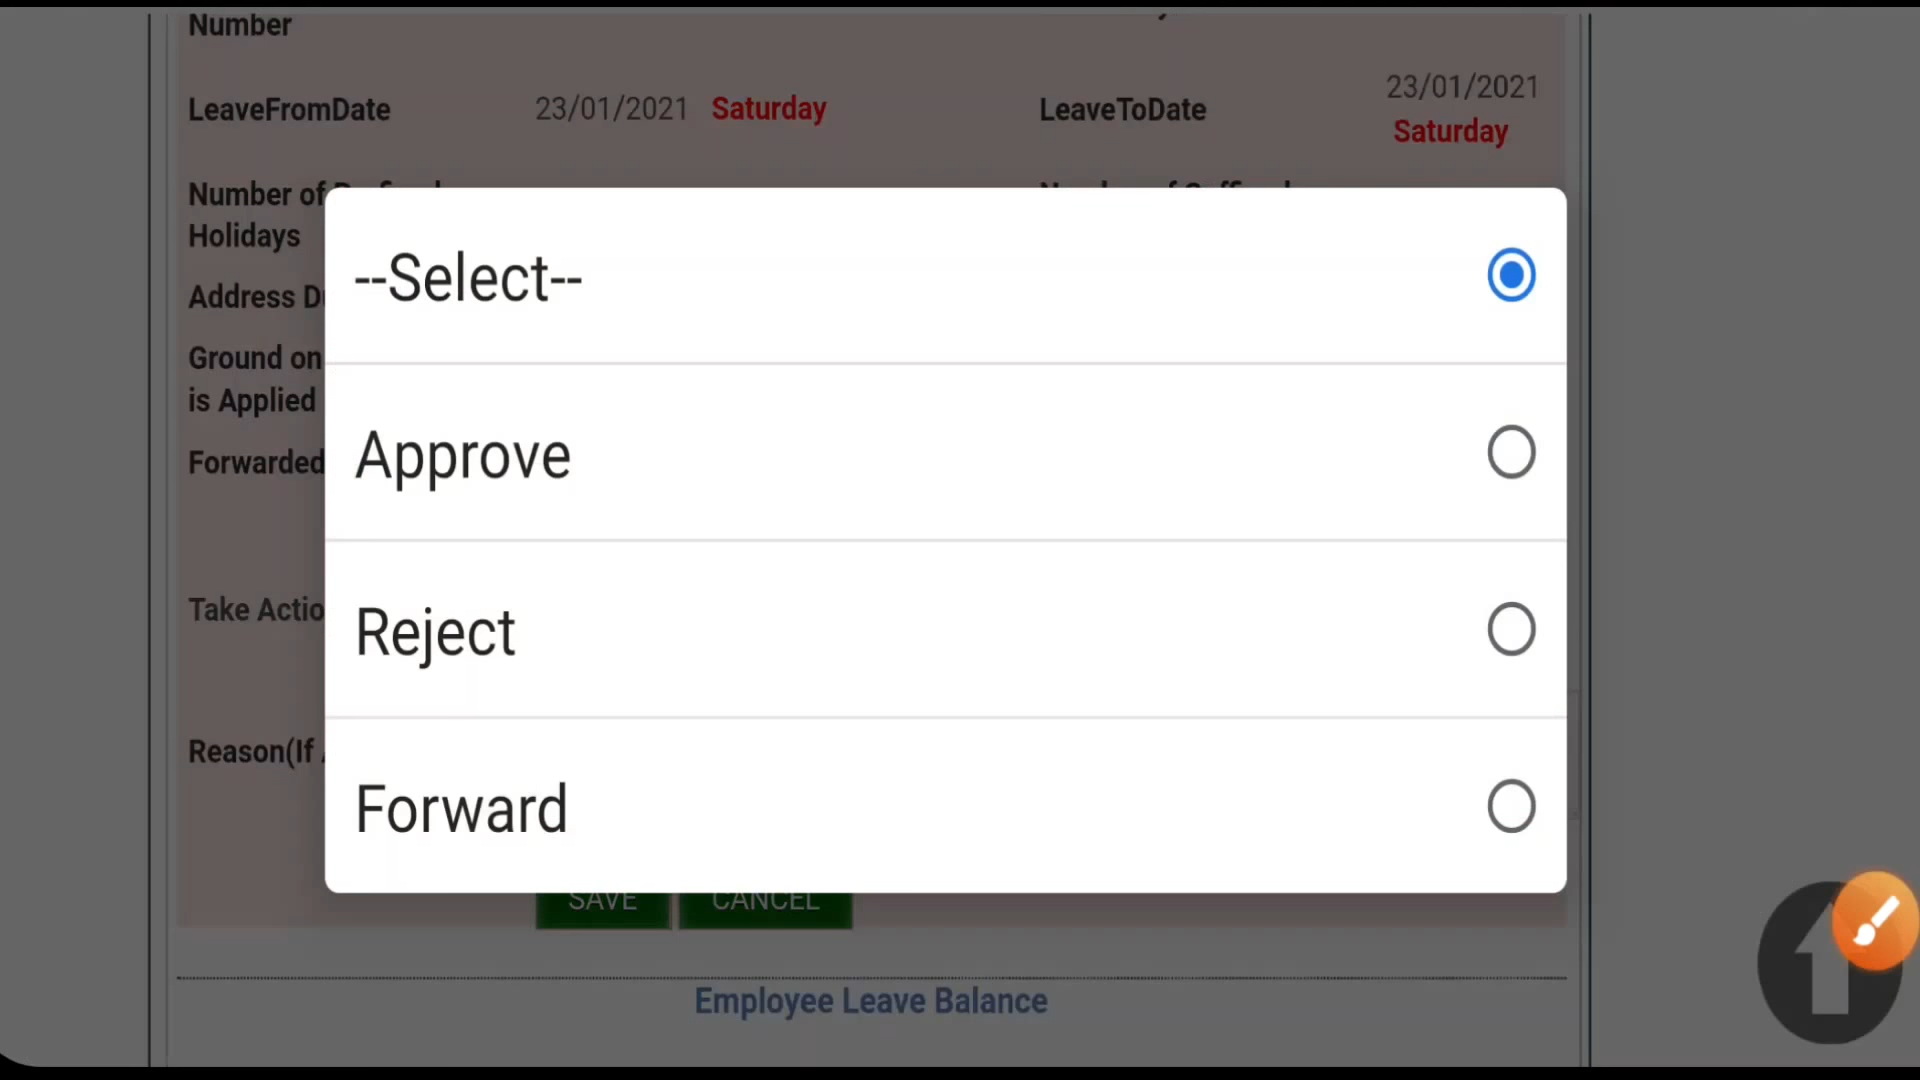 Number
LeaveFromDate 23/01/2021 Saturday LeaveToDate 23/01/2021
Saturday
Number of
Holidays
--Select--
Address
Ground on
is Applied
Approve
Forwarded
Take
Reject
Reason(If
Forward
SAVE CANCEL
Employee Leave Balance